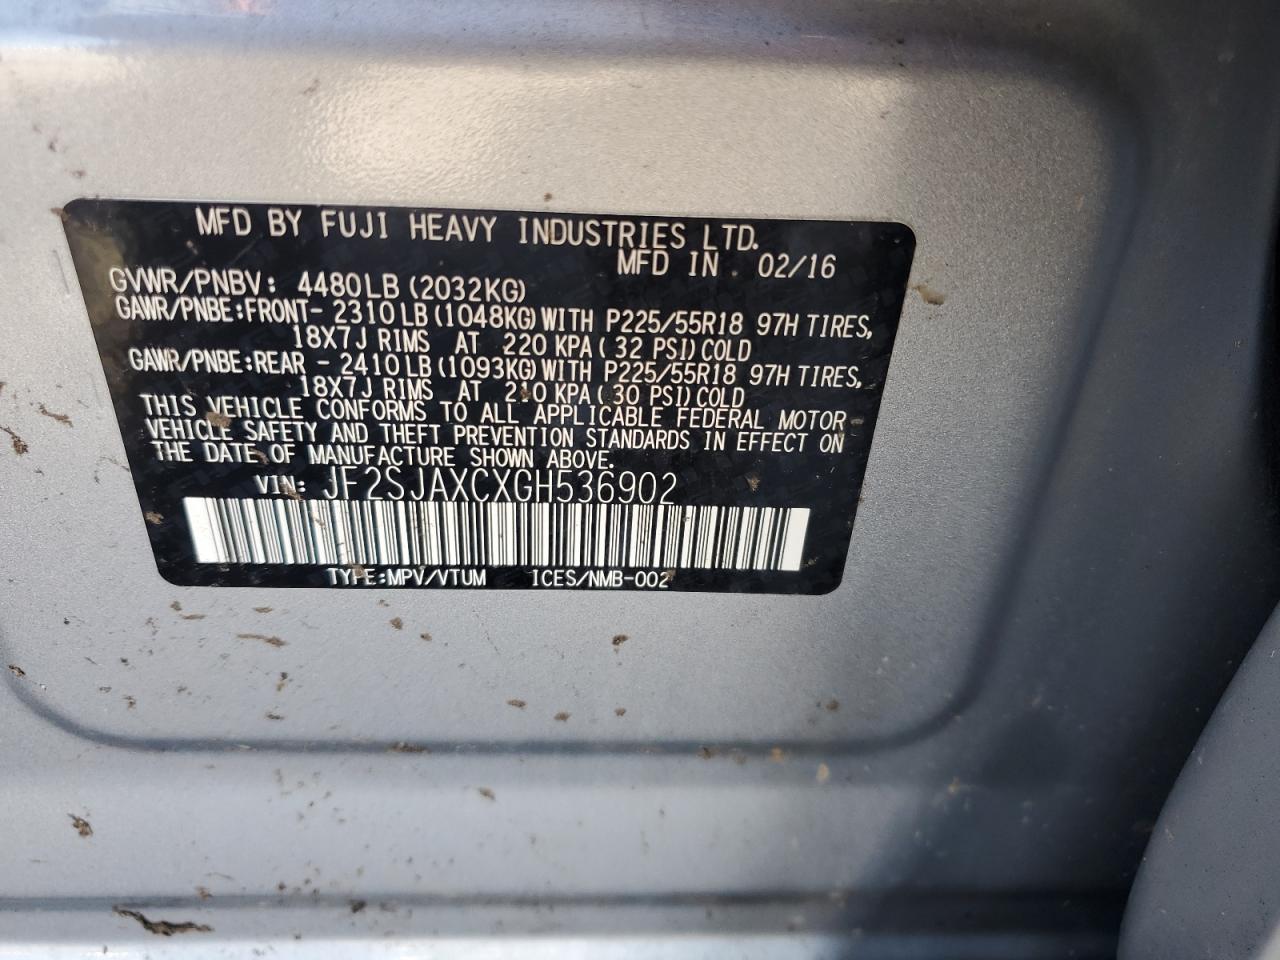 MFD BY FUJI HEAVY INDUSTRIES LTD.
MFD IN 02/16
GVWR/PNBV: 4480LB (2032KG)
GAWR/PNBE:FRONT- 2310 LB (1048KG) WITH P225/55R18 97H TIRES,
18X7J RIMS AT 220 KPA ( 32 PSI) COLD
GAWR/PNBE:REAR - 2410 LB (1093KG) WITH P225/55R18 97H TIRES,
18X7J RIMS AT 210 KPA ( 30 PSI) COLD
THIS VEHICLE CONFORMS TO ALL APPLICABLE FEDERAL MOTOR
VEHICLE SAFETY AND THEFT PREVENTION STANDARDS IN EFFECT ON
THE DATE OF MANUFACTURE SHOWN ABOVE.
VIN: JF2SJAXCXGH536902
TYPE:MPV/VTUM ICES/NMB-002